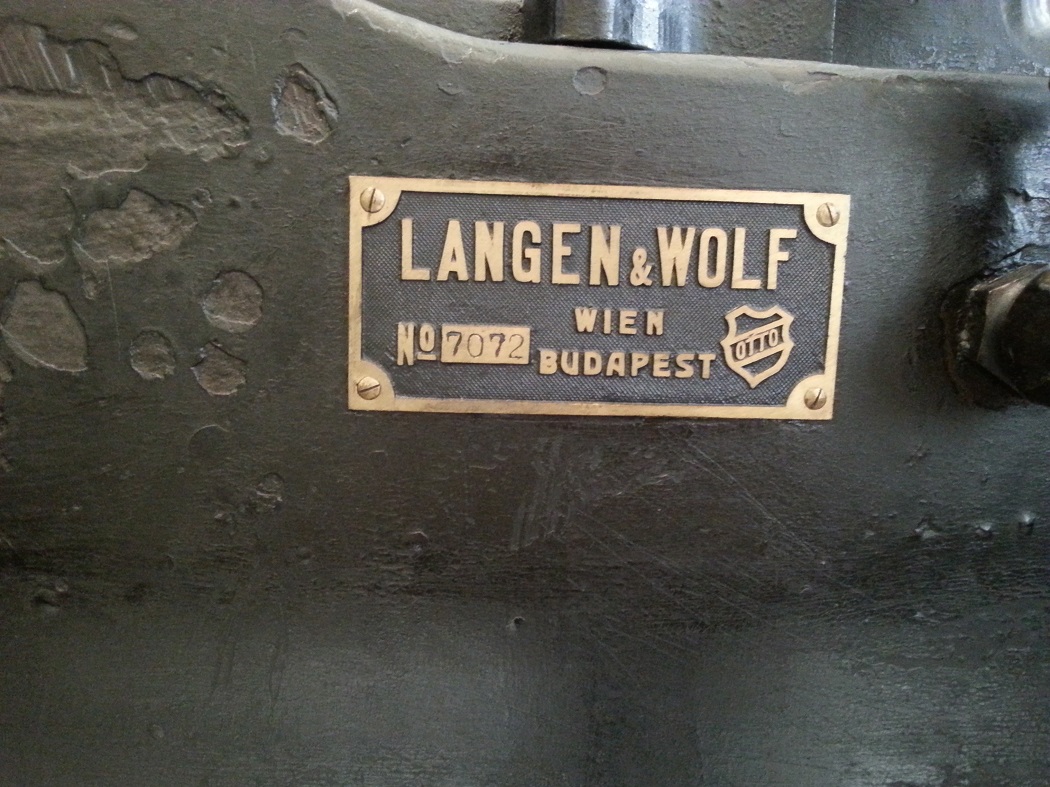 LANGEN & WOLF
WIEN
No 7072
BUDAPEST
OTTO